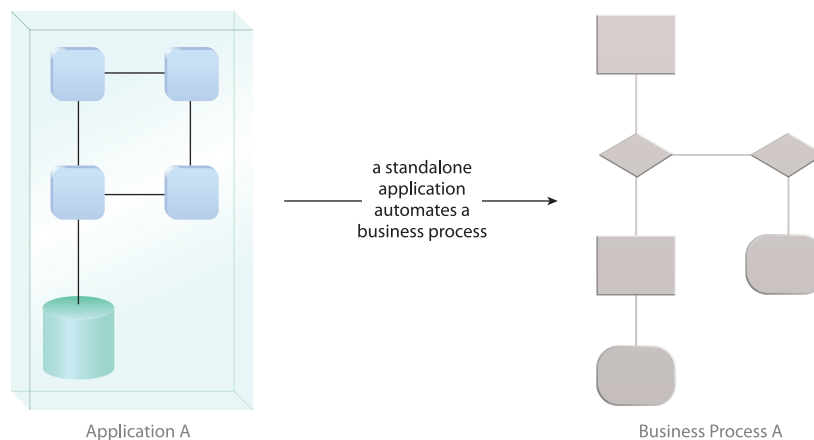 a standalone
application
automates a
business process
Application A
Business Process A